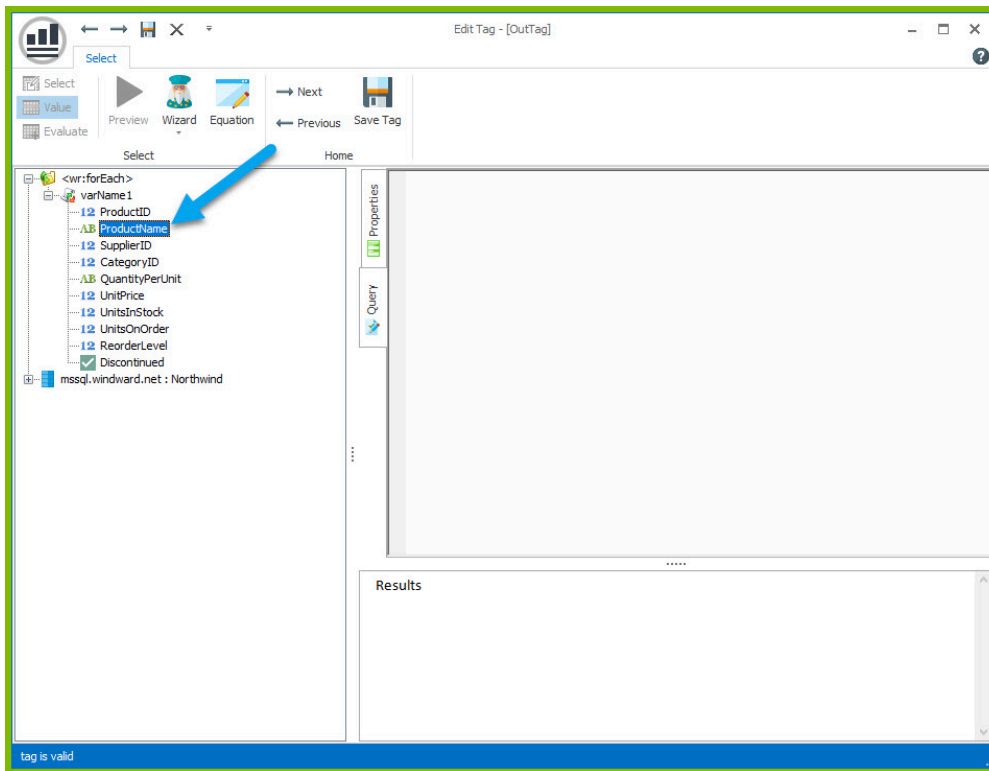 Edit Tag - [OutTag]
Select
Select
Value
Evaluate
Preview
Wizard
Equation
Next
Previous
Save Tag
Select
Home
<wr:forEach>
varName1
12 ProductID
AB ProductName
12 SupplierID
12 CategoryID
AB QuantityPerUnit
12 UnitPrice
12 UnitsInStock
12 UnitsOnOrder
12 ReorderLevel
Discontinued
mssql.windward.net : Northwind
Properties
Query
Results
tag is valid